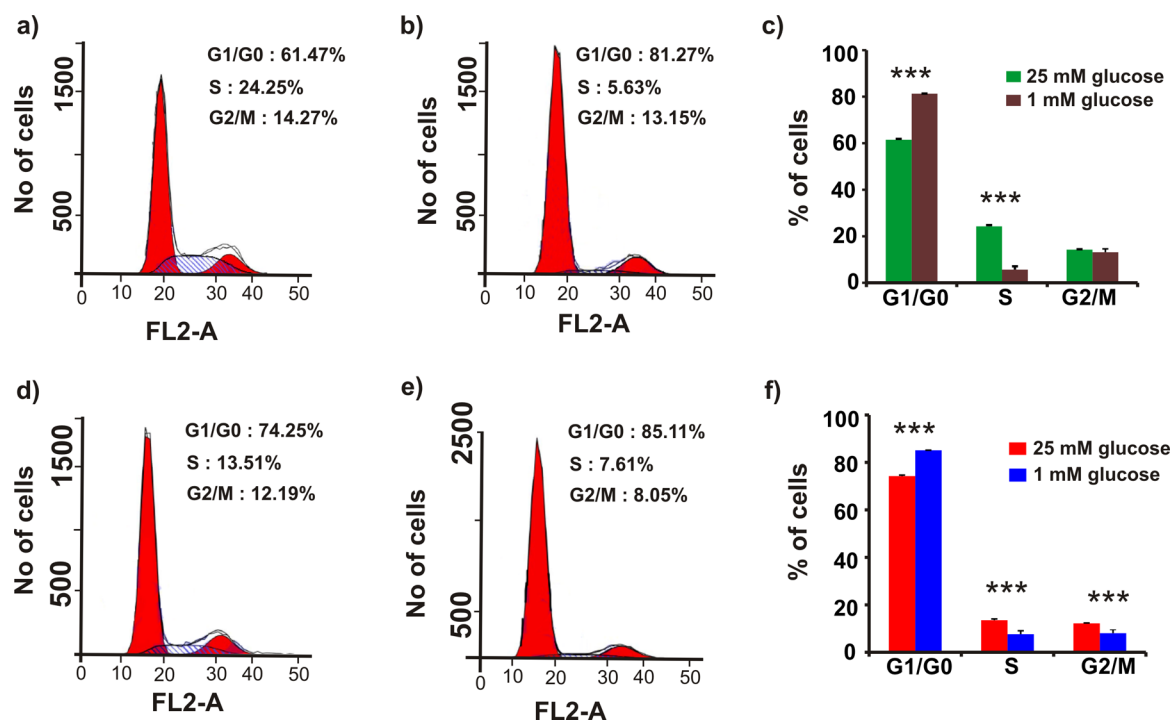 a)
G1/G0 : 61.47%
S : 24.25%
G2/M : 14.27%
No of cells
1500
500
0
10
20
30
40
50
FL2-A
b)
G1/G0 : 81.27%
S : 5.63%
G2/M : 13.15%
No of cells
1500
500
0
10
20
30
40
50
FL2-A
c)
% of cells
100
80
60
40
20
0
***
***
25 mM glucose
1 mM glucose
G1/G0
S
G2/M
d)
G1/G0 : 74.25%
S : 13.51%
G2/M : 12.19%
No of cells
1500
500
0
10
20
30
40
50
FL2-A
e)
G1/G0 : 85.11%
S : 7.61%
G2/M : 8.05%
No of cells
2500
500
0
10
20
30
40
50
FL2-A
f)
% of cells
100
80
60
40
20
0
***
***
***
25 mM glucose
1 mM glucose
G1/G0
S
G2/M